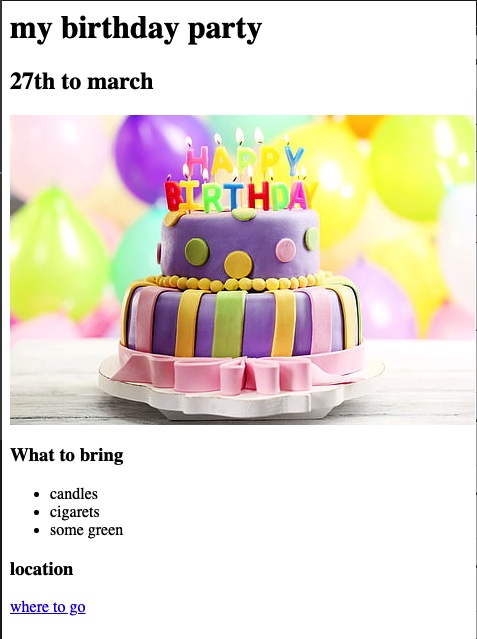 my birthday party
27th to march
HAPPY
BIRTHDAY
What to bring
candles
cigarets
some green
location
where to go